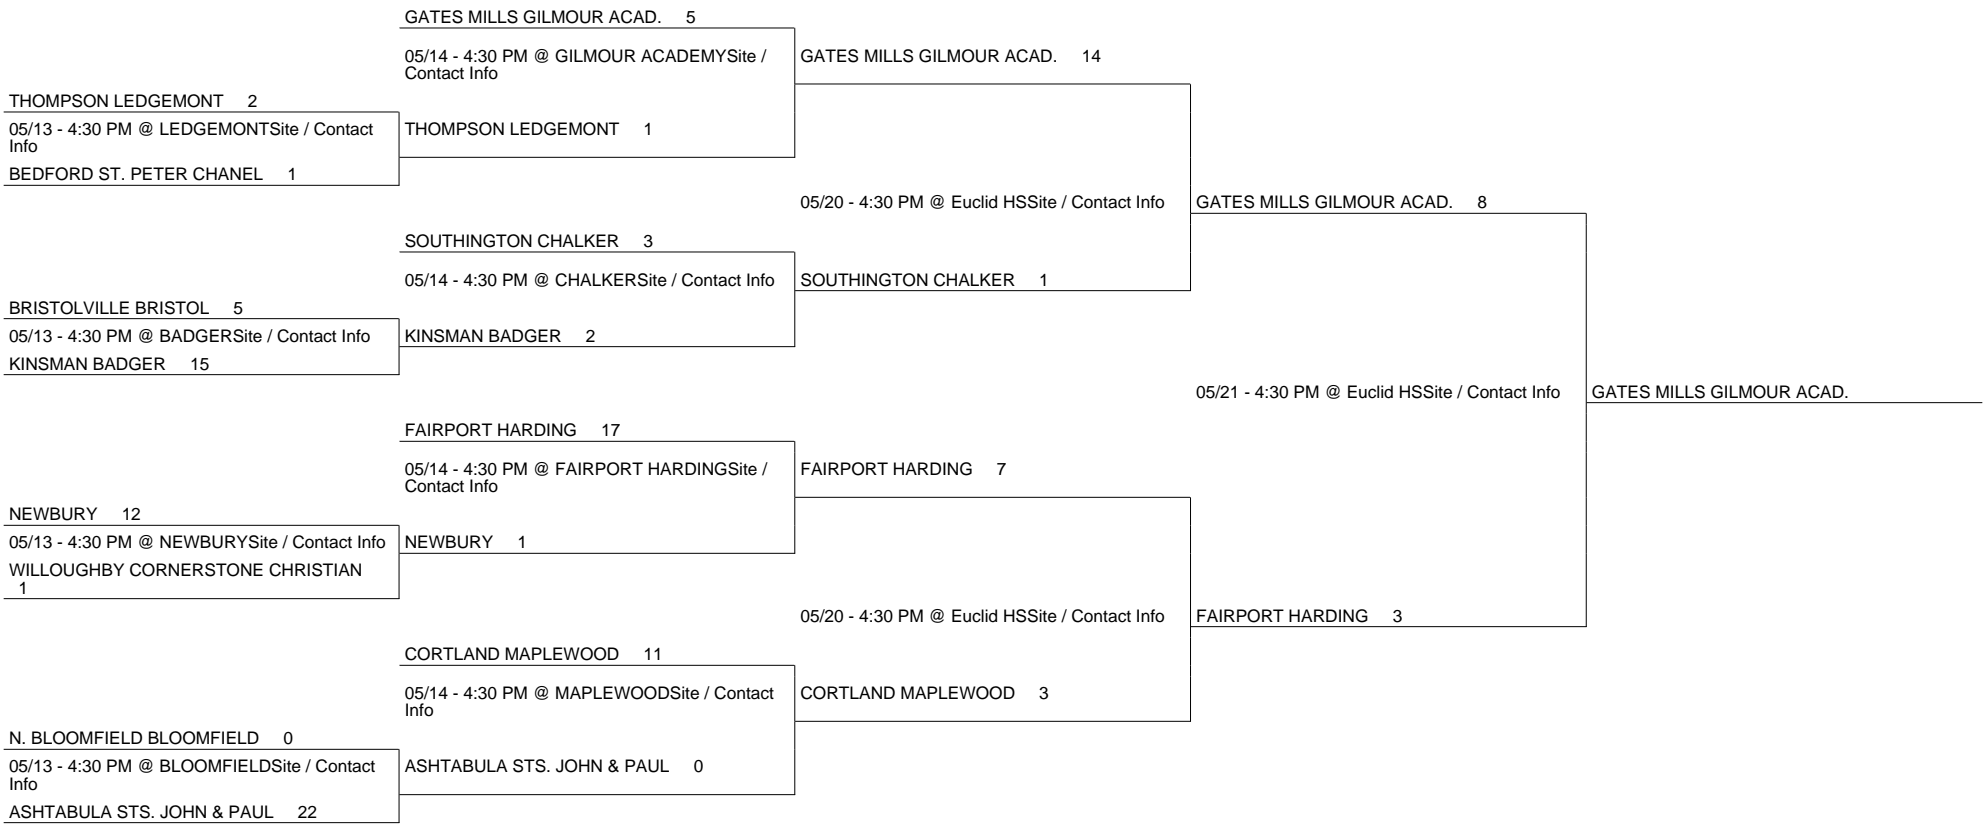 GATES MILLS GILMOUR ACAD. 5
05/14 - 4:30 PM @ GILMOUR ACADEMYSite /
Contact Info
GATES MILLS GILMOUR ACAD. 14
THOMPSON LEDGEMONT 2
05/13 - 4:30 PM @ LEDGEMONTSite / Contact
Info
THOMPSON LEDGEMONT 1
BEDFORD ST. PETER CHANEL 1
05/20 - 4:30 PM @ Euclid HSSite / Contact Info
GATES MILLS GILMOUR ACAD. 8
SOUTHINGTON CHALKER 3
05/14 - 4:30 PM @ CHALKERSite / Contact Info
SOUTHINGTON CHALKER 1
BRISTOLVILLE BRISTOL 5
05/13 - 4:30 PM @ BADGERSite / Contact Info
KINSMAN BADGER 2
KINSMAN BADGER 15
05/21 - 4:30 PM @ Euclid HSSite / Contact Info
GATES MILLS GILMOUR ACAD.
FAIRPORT HARDING 17
05/14 - 4:30 PM @ FAIRPORT HARDINGSite /
Contact Info
FAIRPORT HARDING 7
NEWBURY 12
05/13 - 4:30 PM @ NEWBURYSite / Contact Info
NEWBURY 1
WILLOUGHBY CORNERSTONE CHRISTIAN
1
05/20 - 4:30 PM @ Euclid HSSite / Contact Info
FAIRPORT HARDING 3
CORTLAND MAPLEWOOD 11
05/14 - 4:30 PM @ MAPLEWOODSite / Contact
Info
CORTLAND MAPLEWOOD 3
N. BLOOMFIELD BLOOMFIELD 0
05/13 - 4:30 PM @ BLOOMFIELDSite / Contact
Info
ASHTABULA STS. JOHN & PAUL 0
ASHTABULA STS. JOHN & PAUL 22